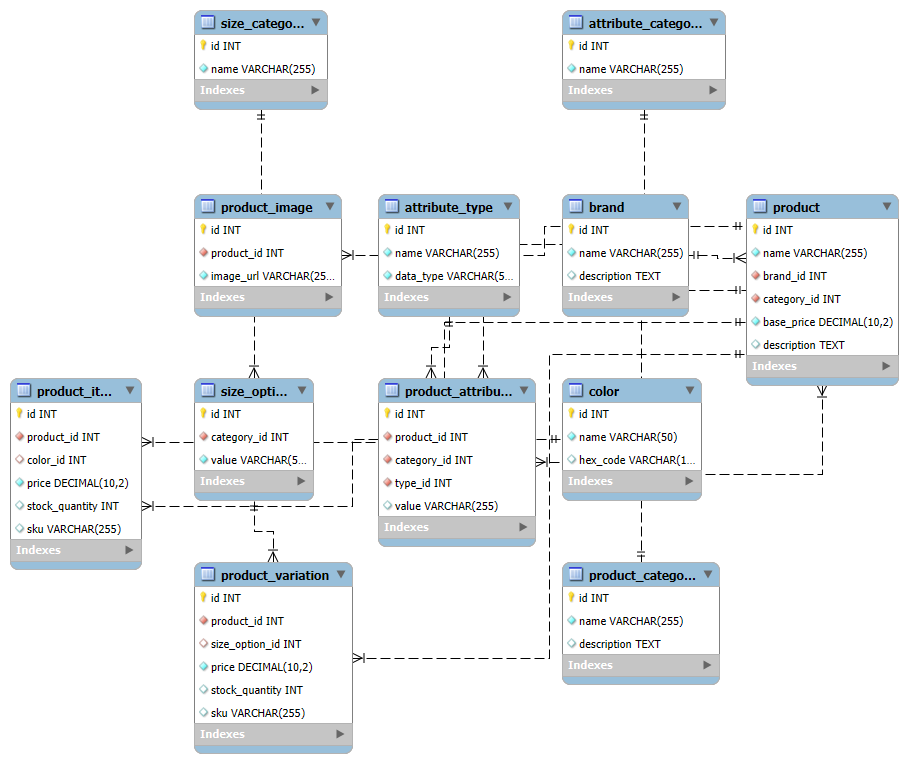 size_catego...
id INT
name VARCHAR(255)
Indexes
attribute_catego...
id INT
name VARCHAR(255)
Indexes
product_image
id INT
product_id INT
image_url VARCHAR(25...
Indexes
attribute_type
id INT
name VARCHAR(255)
data_type VARCHAR(5...
Indexes
brand
id INT
name VARCHAR(255)
description TEXT
Indexes
product
id INT
name VARCHAR(255)
brand_id INT
category_id INT
base_price DECIMAL(10,2)
description TEXT
Indexes
product_it...
id INT
product_id INT
color_id INT
price DECIMAL(10,2)
stock_quantity INT
sku VARCHAR(255)
Indexes
size_opti...
id INT
category_id INT
value VARCHAR(5...
Indexes
product_attribu...
id INT
product_id INT
category_id INT
type_id INT
value VARCHAR(255)
Indexes
color
id INT
name VARCHAR(50)
hex_code VARCHAR(1...
Indexes
product_variation
id INT
product_id INT
size_option_id INT
price DECIMAL(10,2)
stock_quantity INT
sku VARCHAR(255)
Indexes
product_catego...
id INT
name VARCHAR(255)
description TEXT
Indexes